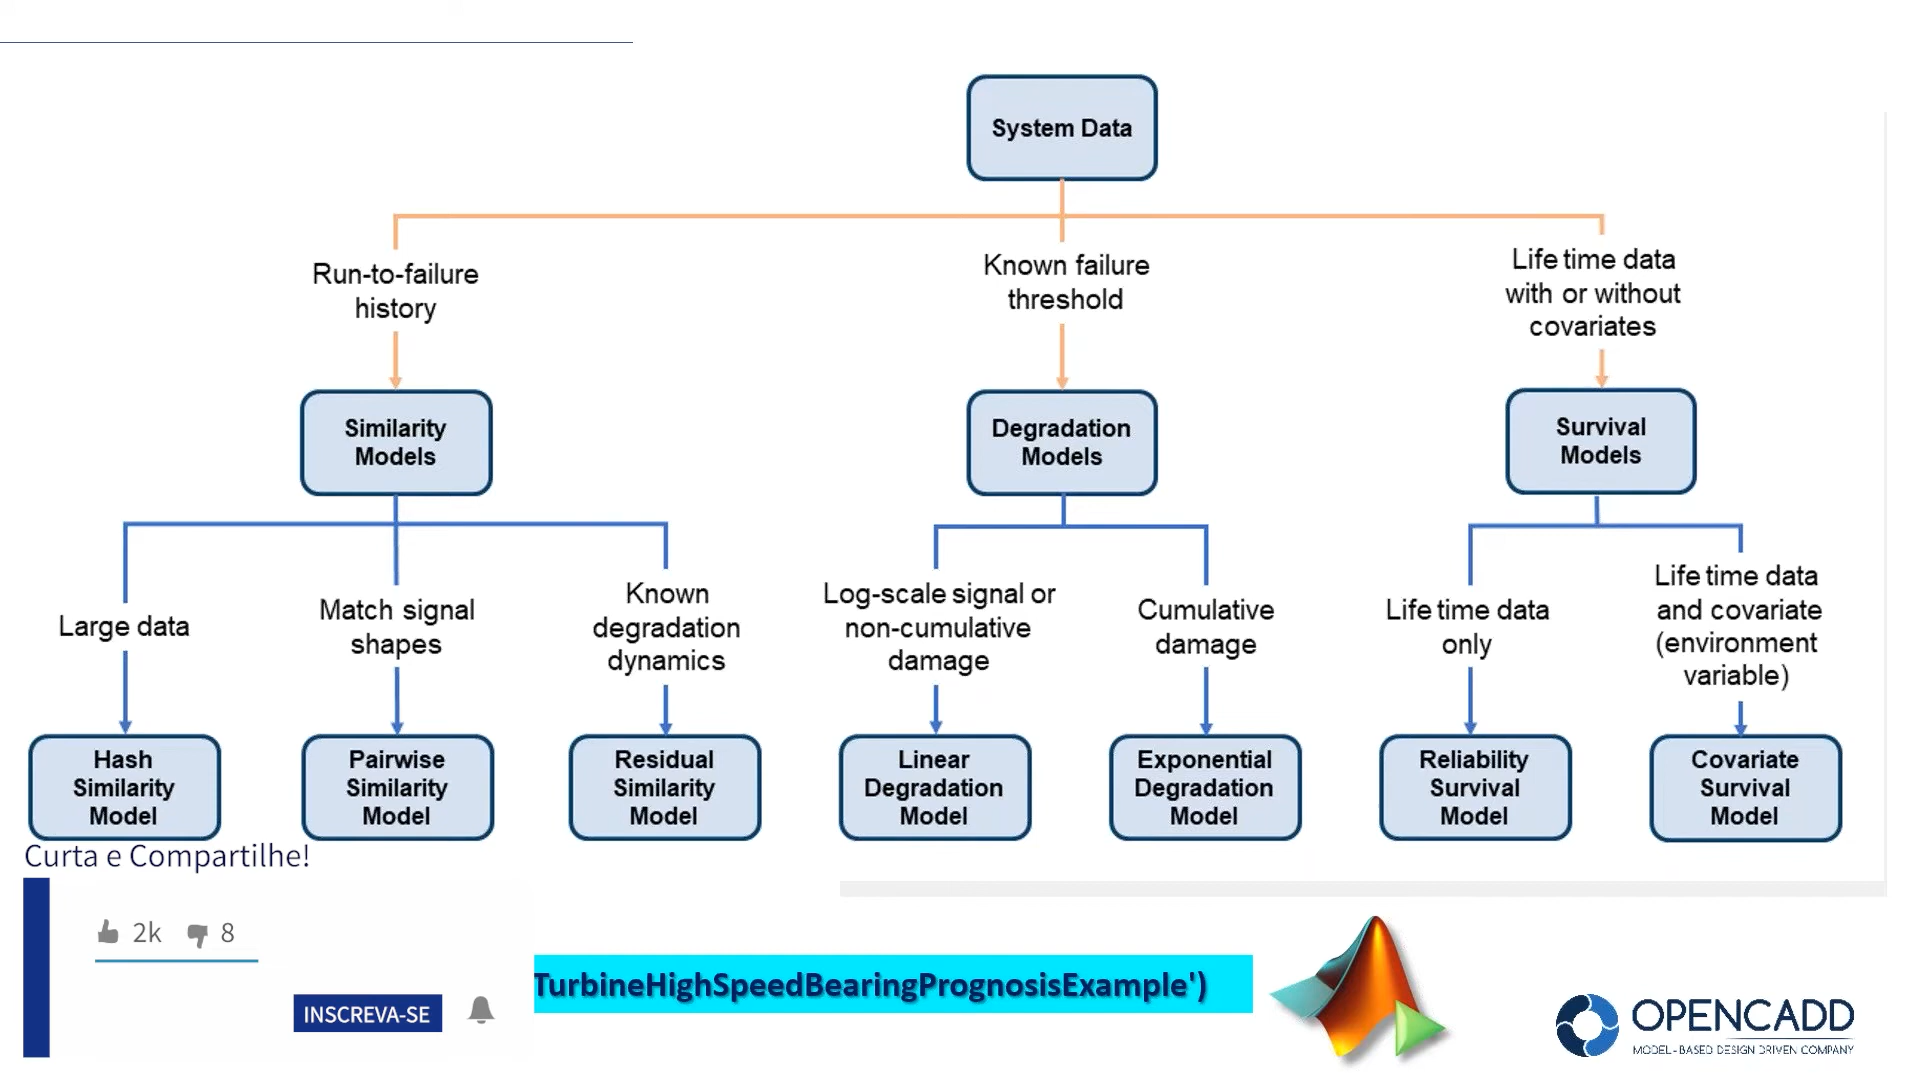 System Data
Run-to-failure
history
Known failure
threshold
Life time data
with or without
covariates
Similarity
Models
Degradation
Models
Survival
Models
Large data
Match signal
shapes
Known
degradation
dynamics
Log-scale signal or
non-cumulative
damage
Cumulative
damage
Life time data
only
Life time data
and covariate
(environment
variable)
Hash
Similarity
Model
Pairwise
Similarity
Model
Residual
Similarity
Model
Linear
Degradation
Model
Exponential
Degradation
Model
Reliability
Survival
Model
Covariate
Survival
Model
Curta e Compartilhe!
2k 8
INSCREVA-SE
TurbineHighSpeedBearingPrognosisExample')
OPENCADD
MODEL-BASED DESIGN DRIVEN COMPANY